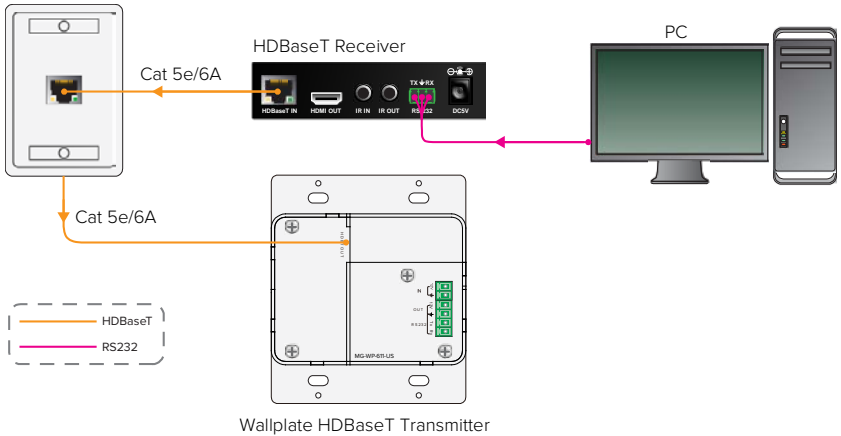 PC
HDBaseT Receiver
Cat 5e/6A
TX RX
HDBaseT IN HDMI OUT IR IN IR OUT RS232 DC5V
Cat 5e/6A
IN
OUT
RS232
MG-WP-611-US
HDBaseT
RS232
Wallplate HDBaseT Transmitter